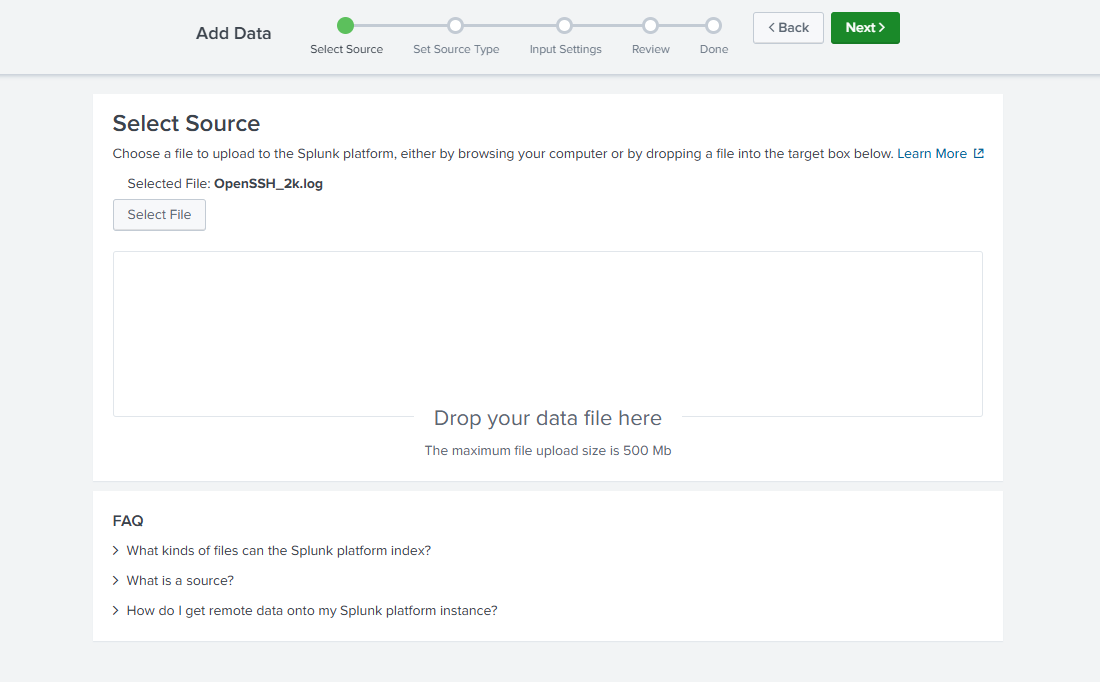 Add Data
Select Source
Set Source Type
Input Settings
Review
Done
Back
Next
Select Source
Choose a file to upload to the Splunk platform, either by browsing your computer or by dropping a file into the target box below. Learn More
Selected File: OpenSSH_2k.log
Select File
Drop your data file here
The maximum file upload size is 500 Mb
FAQ
What kinds of files can the Splunk platform index?
What is a source?
How do I get remote data onto my Splunk platform instance?